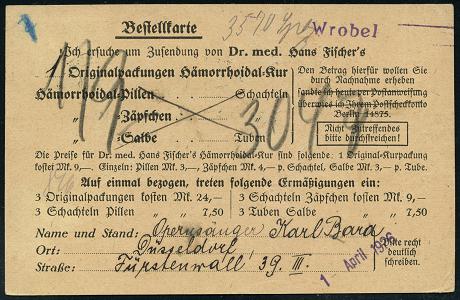 Bestellkarte
Wrobel
Ich ersuche um Zusendung von Dr. med. Hans Fischer's
1 Originalpackungen Hämorrhoidal-Kur
Hämorrhoidal-Pillen Schachteln
„ -Zäpfchen „
„ -Salbe Tuben
Den Betrag hierfür wollen Sie
durch Nachnahme erheben
sandte ich heute per Postanweisung
überwies ich Ihrem Postscheckkonto
Berlin 14875.
Nicht Zutreffendes
bitte durchstreichen!
Die Preise für Dr. med. Hans Fischer's Hämorrhoidal-Kur sind folgende: 1 Original-Kurpackung
kostet Mk. 9,—. Einzeln: Pillen Mk. 3,—, Zäpfchen Mk. 4,— p. Schachtel, Salbe Mk. 3,— p. Tube.
Auf einmal bezogen, treten folgende Ermäßigungen ein:
3 Originalpackungen kosten Mk. 24,— 3 Schachteln Zäpfchen kosten Mk. 9,—
3 Schachteln Pillen „ „ 7,50 3 Tuben Salbe „ „ 7,50
Name und Stand: Opernsänger Karl Bara
Ort: Düsseldorf
Straße: Fürstenwall 39. III.
Bitte recht
deutlich
schreiben.
1 - April 1926